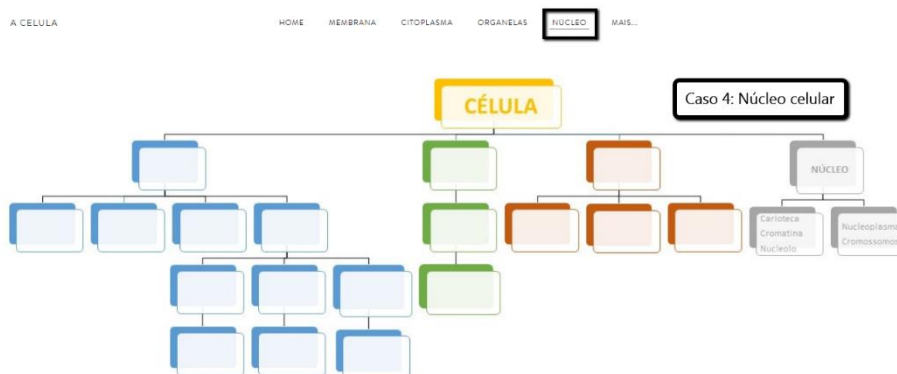 A CELULA
HOME MEMBRANA CITOPLASMA ORGANELAS NÚCLEO MAIS...
CÉLULA
Caso 4: Núcleo celular
NÚCLEO
Carioteca
Cromatina
Nucleolo
Nucleoplasma
Cromossomos